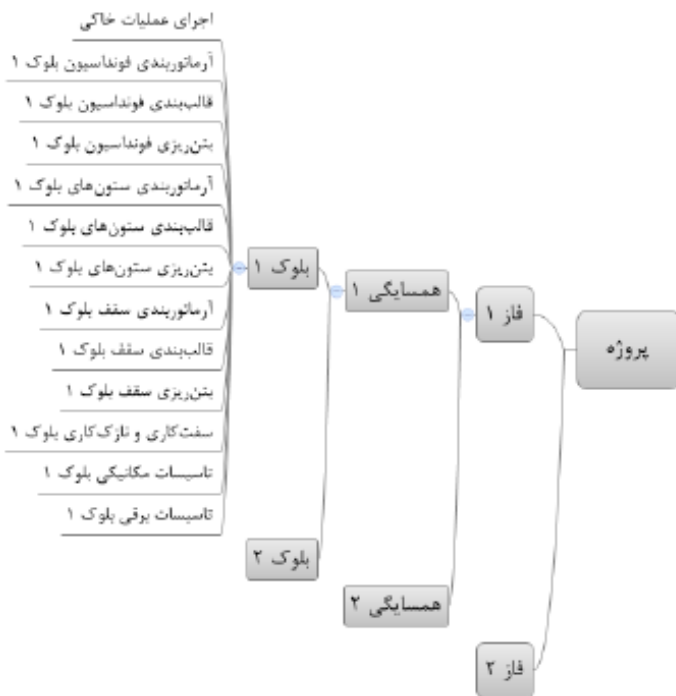 پروژه
فاز ۱
فاز ۲
همسایگی ۱
همسایگی ۲
بلوک ۱
بلوک ۲
اجرای عملیات خاکی
آرماتوربندی فونداسیون بلوک ۱
قالب‌بندی فونداسیون بلوک ۱
بتن‌ریزی فونداسیون بلوک ۱
آرماتوربندی ستون‌های بلوک ۱
قالب‌بندی ستون‌های بلوک ۱
بتن‌ریزی ستون‌های بلوک ۱
آرماتوربندی سقف بلوک ۱
قالب‌بندی سقف بلوک ۱
بتن‌ریزی سقف بلوک ۱
سفت‌کاری و نازک‌کاری بلوک ۱
تاسیسات مکانیکی بلوک ۱
تاسیسات برقی بلوک ۱